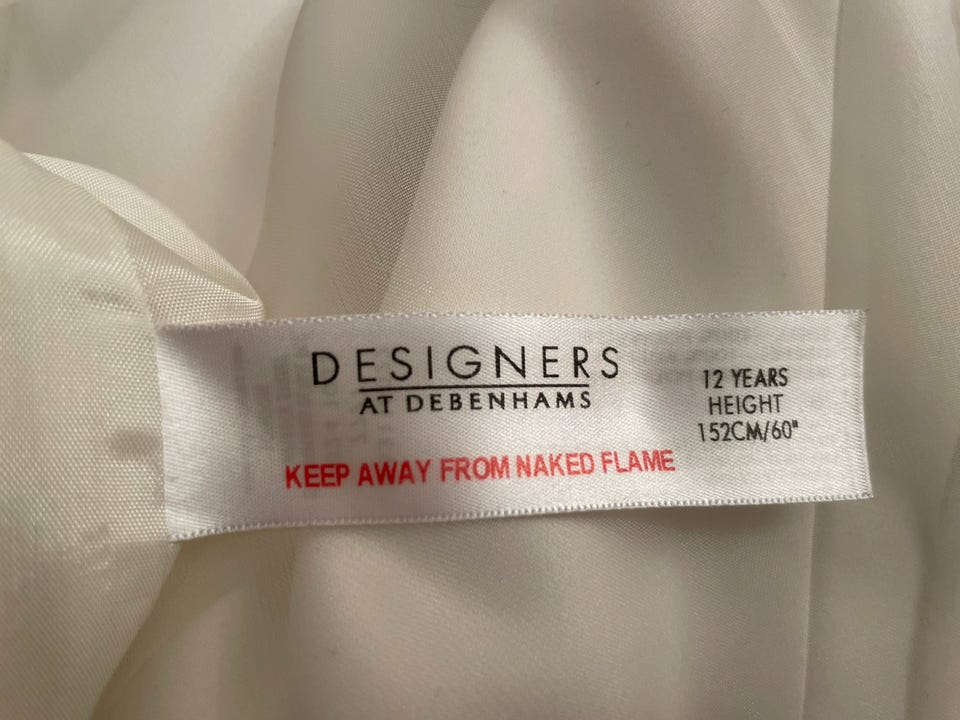 DESIGNERS
AT DEBENHAMS
KEEP AWAY FROM NAKED FLAME
12 YEARS
HEIGHT
152CM/60"